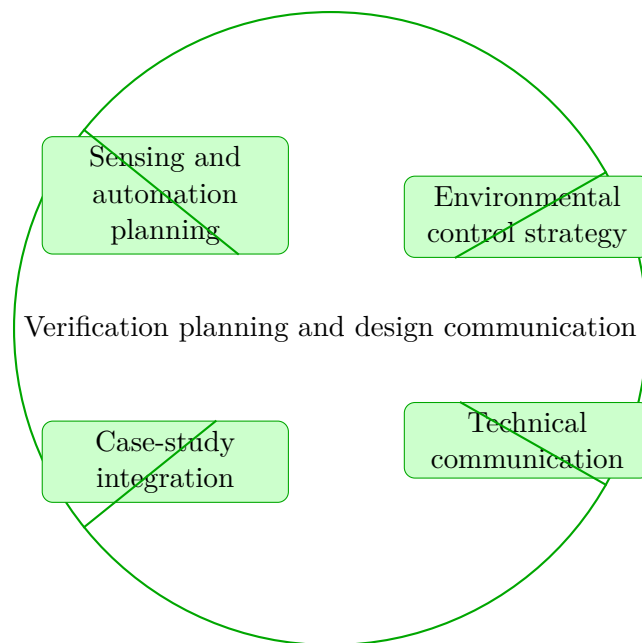 Sensing and
automation
planning
Environmental
control strategy
Verification planning and design communication
Case-study
integration
Technical
communication